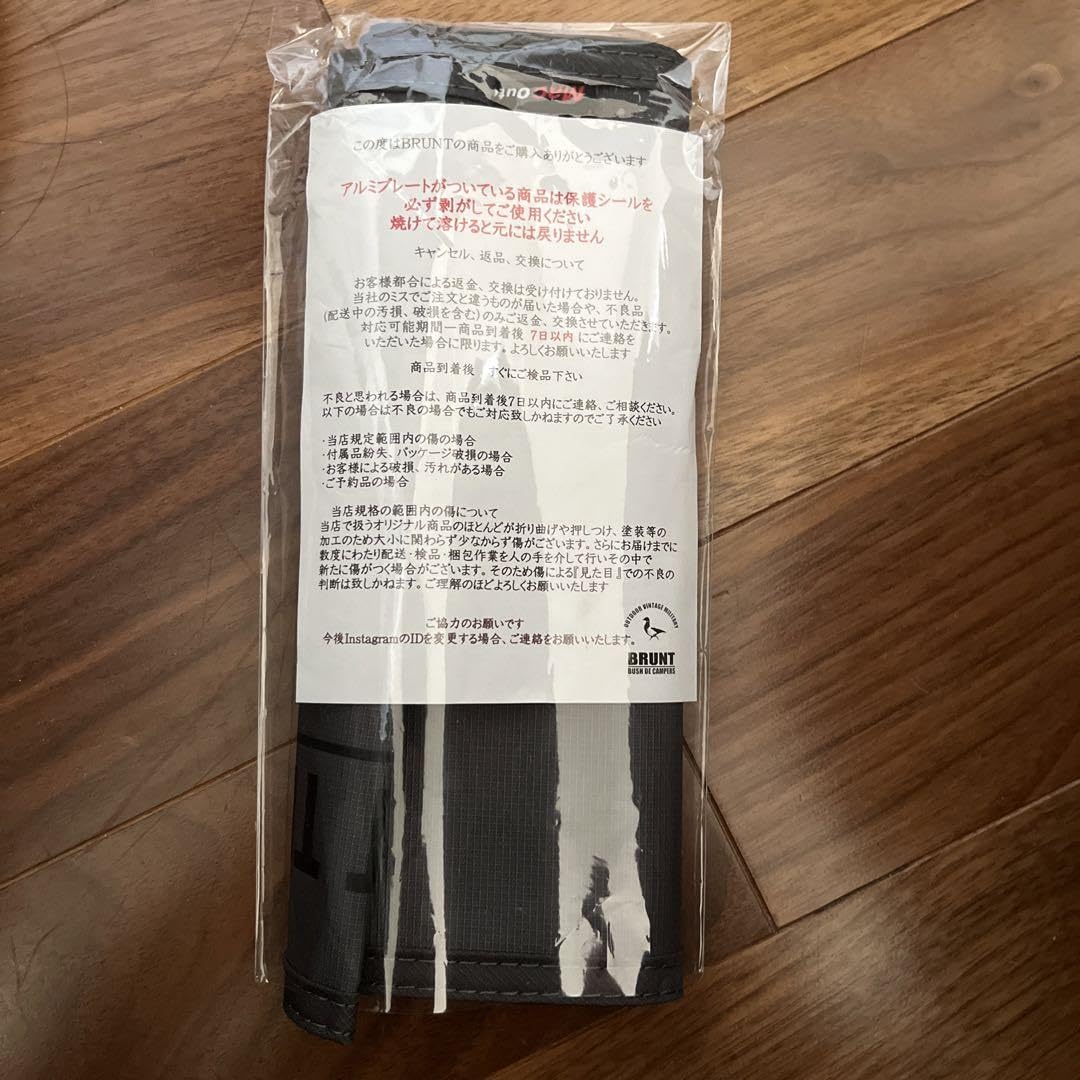 Out
この度はBRUNTの商品をご購入ありがとうございます
アルミプレートがついている商品は保護シールを
必ず剥がしてご使用ください
焼けて溶けると元には戻りません
キャンセル、返品、交換について
お客様都合による返金、交換は受け付けておりません。
当社のミスでご注文と違うものが届いた場合や、不良品
(配送中の汚損、破損を含む)のみご返金、交換させていただきます。
対応可能期間ー商品到着後 7日以内 にご連絡を
いただいた場合に限ります。よろしくお願いいたします
商品到着後 すぐにご検品下さい
不良と思われる場合は、商品到着後7日以内にご連絡、ご相談ください。
以下の場合は不良の場合でもご対応致しかねますのでご了承ください
・当店規定範囲内の傷の場合
・付属品紛失、パッケージ破損の場合
・お客様による破損、汚れがある場合
・ご予約品の場合
当店規格の範囲内の傷について
当店で扱うオリジナル商品のほとんどが折り曲げや押しつけ、塗装等の
加工のため大小に関わらず少なからず傷がございます。さらにお届けまでに
数度にわたり配送・検品・梱包作業を人の手を介して行いその中で
新たに傷がつく場合がございます。そのため傷による『見た目』での不良の
判断は致しかねます。ご理解のほどよろしくお願いいたします
ご協力のお願いです
今後InstagramのIDを変更する場合、ご連絡をお願いいたします。
OUTDOOR VINTAGE MILITARY
BRUNT
BUSH DE CAMPERS